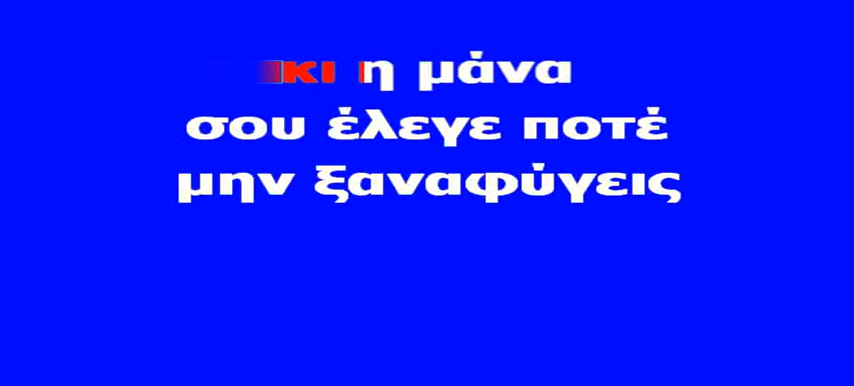 κι η μάνα
σου έλεγε ποτέ
μην ξαναφύγεις